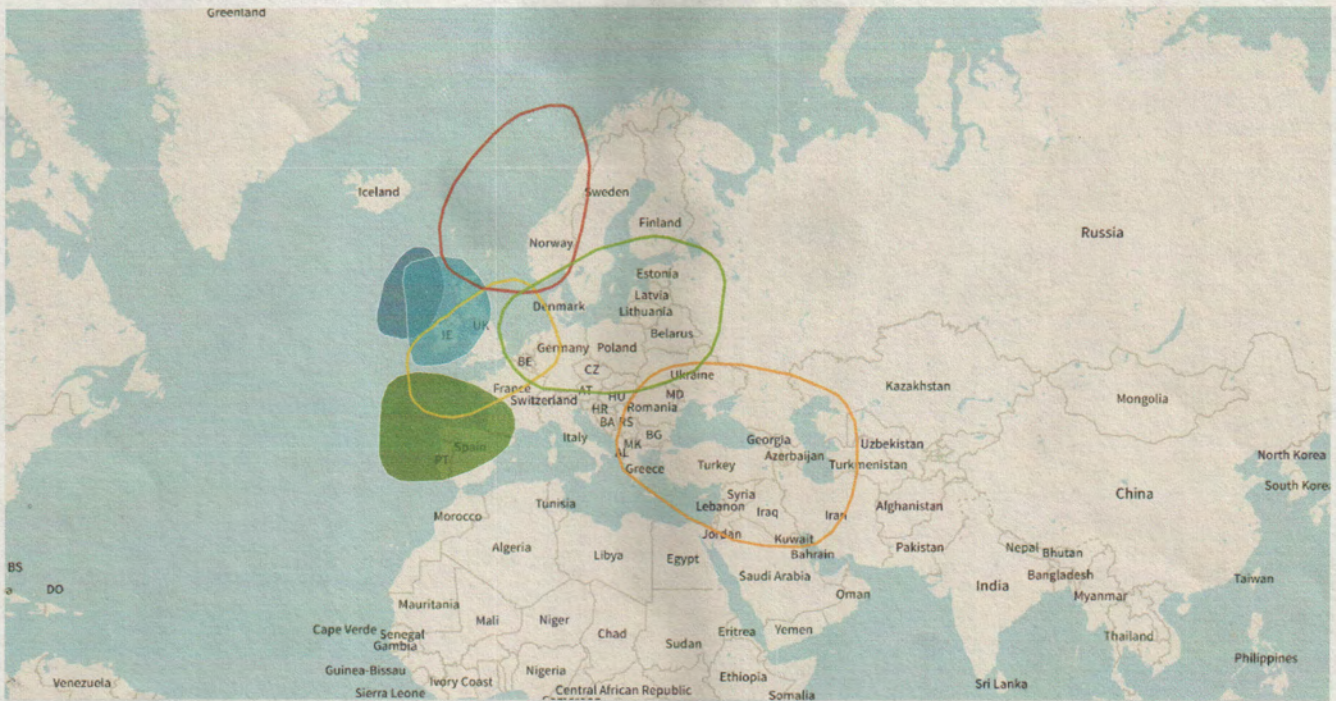 Greenland
Iceland
Sweden
Finland
Norway
Russia
Estonia
Latvia
Lithuania
Denmark
Belarus
IE
UK
Germany
Poland
BE
CZ
Ukraine
Kazakhstan
Mongolia
France
Switzerland
AT
HU
MD
HR
Romania
BA
RS
BG
Italy
MK
AL
Georgia
Azerbaijan
Uzbekistan
Turkmenistan
Spain
PT
Greece
Turkey
North Korea
South Korea
China
Syria
Lebanon
Iraq
Iran
Afghanistan
Tunisia
Morocco
Algeria
Libya
Egypt
Jordan
Kuwait
Bahrain
Pakistan
Nepal
Bhutan
Bangladesh
India
Myanmar
Taiwan
Saudi Arabia
Oman
BS
DO
Mauritania
Mali
Niger
Chad
Sudan
Eritrea
Yemen
Thailand
Cape Verde
Senegal
Gambia
Guinea-Bissau
Sierra Leone
Ivory Coast
Nigeria
Central African Republic
Ethiopia
Somalia
Sri Lanka
Philippines
Venezuela